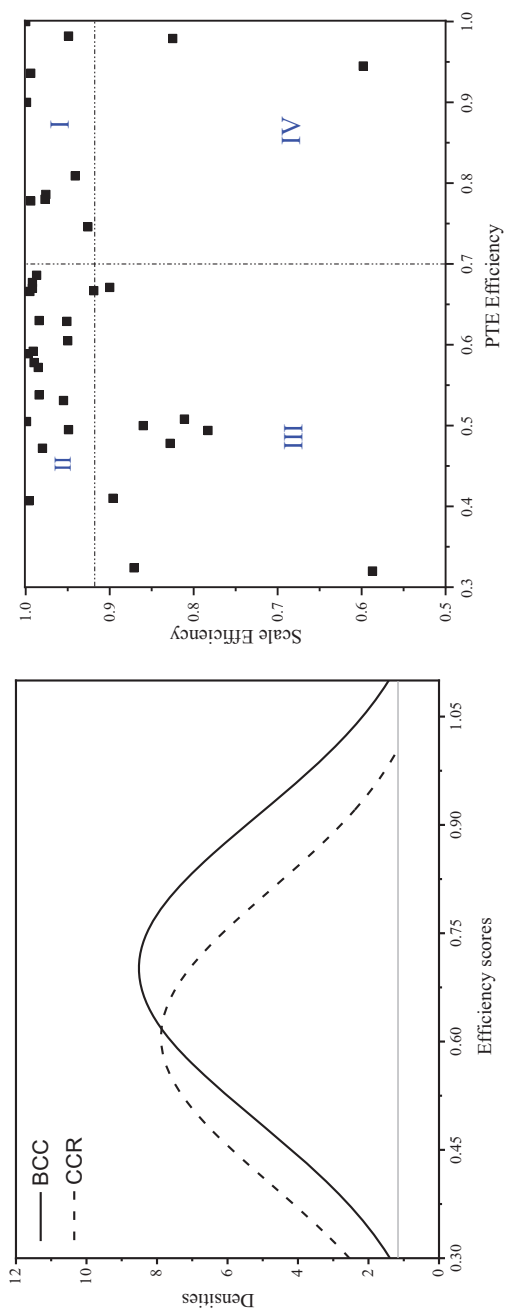 BCC
CCR
Densities
12
10
8
6
4
2
0
0.30 0.45 0.60 0.75 0.90 1.05
Efficiency scores
Scale Efficiency
1.0
0.9
0.8
0.7
0.6
0.5
II
I
III
IV
0.3 0.4 0.5 0.6 0.7 0.8 0.9 1.0
PTE Efficiency